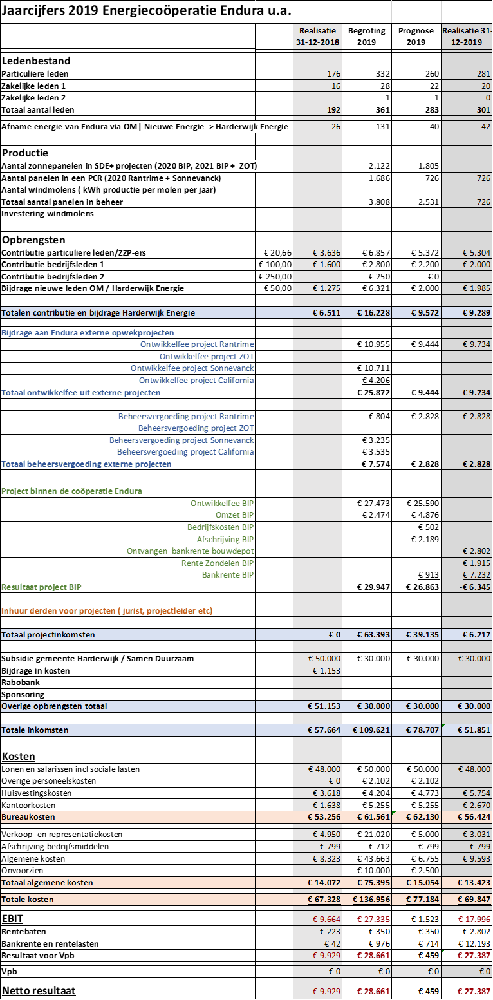 Jaarcijfers 2019 Energiecoöperatie Endura u.a.
Realisatie 31-12-2018 Begroting 2019 Prognose 2019 Realisatie 31-12-2019
Ledenbestand
Particuliere leden 176 332 260 281
Zakelijke leden 1 16 28 22 20
Zakelijke leden 2 1 1 0
Totaal aantal leden 192 361 283 301
Afname energie van Endura via OM| Nieuwe Energie -> Harderwijk Energie 26 131 40 42
Productie
Aantal zonnepanelen in SDE+ projecten (2020 BIP, 2021 BIP + ZOT) 2.122 1.805
Aantal panelen in een PCR (2020 Rantrime + Sonnevanck) 1.686 726 726
Aantal windmolens ( kWh productie per molen per jaar)
Totaal aantal panelen in beheer 3.808 2.531 726
Investering windmolens
Opbrengsten
Contributie particuliere leden/ZZP-ers € 20,66 € 3.636 € 6.857 € 5.372 € 5.304
Contributie bedrijfsleden 1 € 100,00 € 1.600 € 2.800 € 2.200 € 2.000
Contributie bedrijfsleden 2 € 250,00 € 250 € 0
Bijdrage nieuwe leden OM / Harderwijk Energie € 50,00 € 1.275 € 6.321 € 2.000 € 1.985
Totalen contributie en bijdrage Harderwijk Energie € 6.511 € 16.228 € 9.572 € 9.289
Bijdrage aan Endura externe opwekprojecten
Ontwikkelfee project Rantrime € 10.955 € 9.444 € 9.734
Ontwikkelfee project ZOT
Ontwikkelfee project Sonnevanck € 10.711
Ontwikkelfee project California € 4.206
Totaal ontwikkelfee uit externe projecten € 25.872 € 9.444 € 9.734
Beheersvergoeding project Rantrime € 804 € 2.828 € 2.828
Beheersvergoeding project ZOT
Beheersvergoeding project Sonnevanck € 3.235
Beheersvergoeding project California € 3.535
Totaal beheersvergoeding externe projecten € 7.574 € 2.828 € 2.828
Project binnen de coöperatie Endura
Ontwikkelfee BIP € 27.473 € 25.590
Omzet BIP € 2.474 € 4.876
Bedrijfskosten BIP € 502
Afschrijving BIP € 2.189
Ontvangen bankrente bouwdepot € 2.802
Rente Zondelen BIP € 1.915
Bankrente BIP € 913 € 7.232
Resultaat project BIP € 29.947 € 26.863 -€ 6.345
Inhuur derden voor projecten ( jurist, projectleider etc)
Totaal projectinkomsten € 0 € 63.393 € 39.135 € 6.217
Subsidie gemeente Harderwijk / Samen Duurzaam € 50.000 € 30.000 € 30.000 € 30.000
Bijdrage in kosten € 1.153
Rabobank
Sponsoring
Overige opbrengsten totaal € 51.153 € 30.000 € 30.000 € 30.000
Totale inkomsten € 57.664 € 109.621 € 78.707 € 51.851
Kosten
Lonen en salarissen incl sociale lasten € 48.000 € 50.000 € 50.000 € 48.000
Overige personeelskosten € 0 € 2.102 € 2.102
Huisvestingskosten € 3.618 € 4.204 € 4.773 € 5.754
Kantoorkosten € 1.638 € 5.255 € 5.255 € 2.670
Bureaukosten € 53.256 € 61.561 € 62.130 € 56.424
Verkoop- en representatiekosten € 4.950 € 21.020 € 5.000 € 3.031
Afschrijving bedrijfsmiddelen € 799 € 712 € 799 € 799
Algemene kosten € 8.323 € 43.663 € 6.755 € 9.593
Onvoorzien € 10.000 € 2.500
Totaal algemene kosten € 14.072 € 75.395 € 15.054 € 13.423
Totale kosten € 67.328 € 136.956 € 77.184 € 69.847
EBIT -€ 9.664 -€ 27.335 € 1.523 -€ 17.996
Rentebaten € 223 € 350 € 350 € 2.802
Bankrente en rentelasten € 42 € 976 € 714 € 12.193
Resultaat voor Vpb -€ 9.929 -€ 28.661 € 459 -€ 27.387
Vpb € 0 € 0 € 0 € 0
Netto resultaat -€ 9.929 -€ 28.661 € 459 -€ 27.387